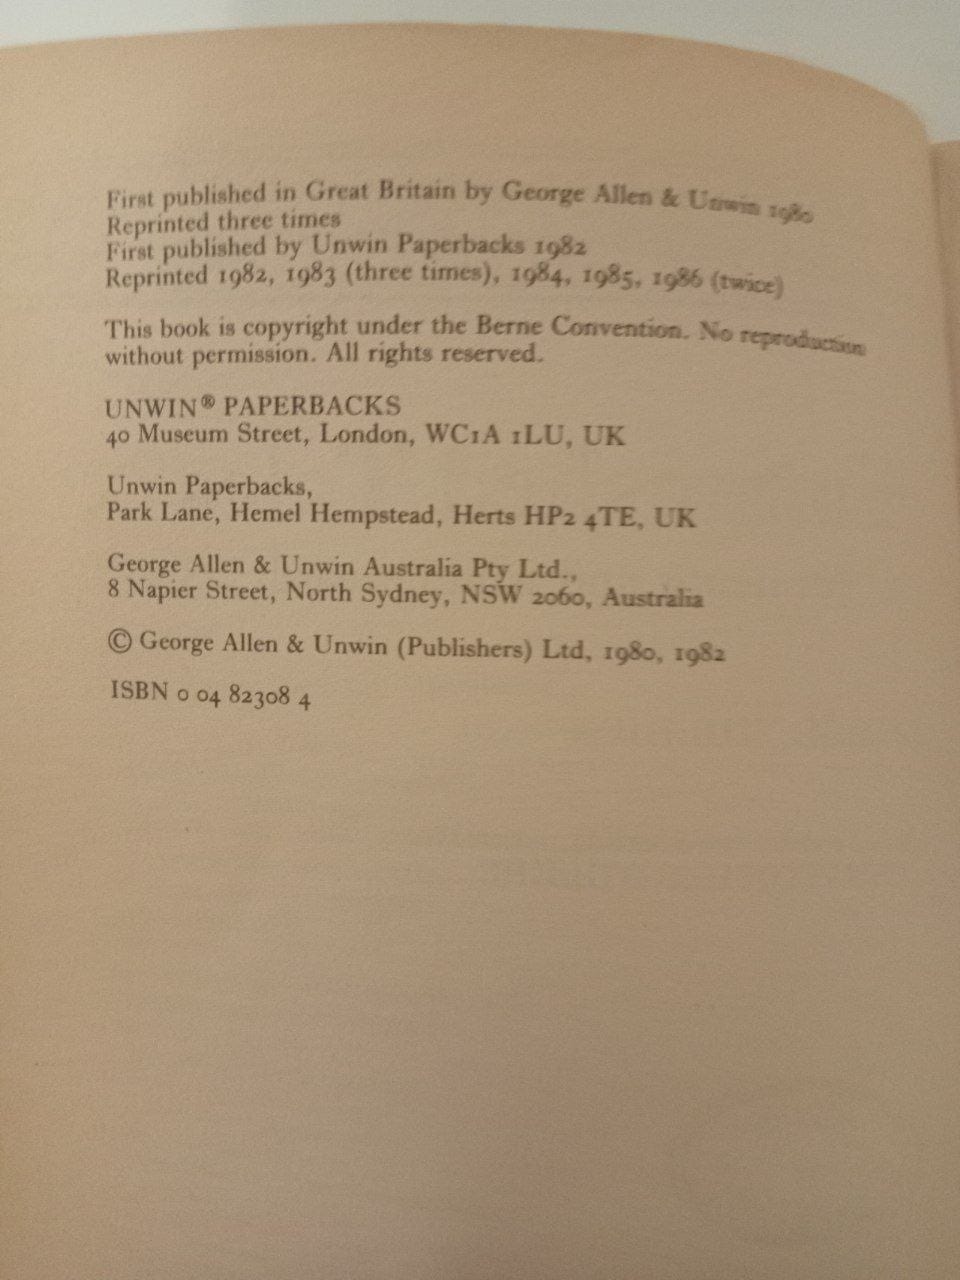 First published in Great Britain by George Allen & Unwin 1980
Reprinted three times
First published by Unwin Paperbacks 1982
Reprinted 1982, 1983 (three times), 1984, 1985, 1986 (twice)
This book is copyright under the Berne Convention. No reproduction
without permission. All rights reserved.
UNWIN® PAPERBACKS
40 Museum Street, London, WC1A 1LU, UK
Unwin Paperbacks,
Park Lane, Hemel Hempstead, Herts HP2 4TE, UK
George Allen & Unwin Australia Pty Ltd.,
8 Napier Street, North Sydney, NSW 2060, Australia
© George Allen & Unwin (Publishers) Ltd, 1980, 1982
ISBN 0 04 82308 4